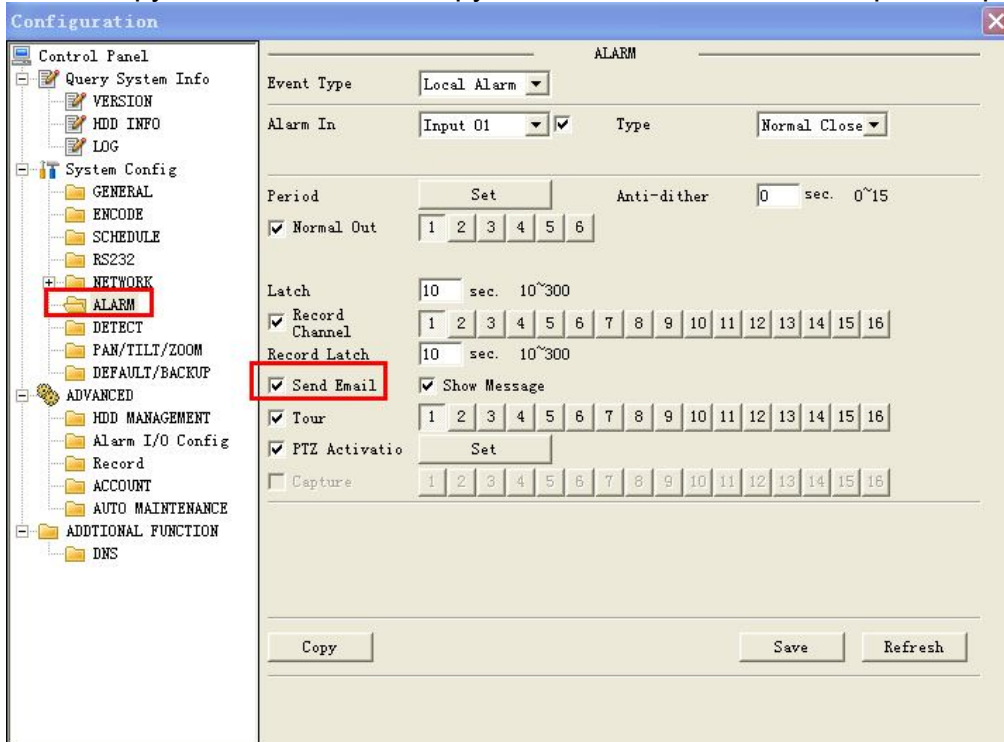 Configuration
Control Panel
Query System Info
VERSION
HDD INFO
LOG
System Config
GENERAL
ENCODE
SCHEDULE
RS232
NETWORK
ALARM
DETECT
PAN/TILT/ZOOM
DEFAULT/BACKUP
ADVANCED
HDD MANAGEMENT
Alarm I/O Config
Record
ACCOUNT
AUTO MAINTENANCE
ADDTIONAL FUNCTION
DNS
ALARM
Event Type Local Alarm
Alarm In Input 01 Type Normal Close
Period Set Anti-dither 0 sec. 0~15
Normal Out 1 2 3 4 5 6
Latch 10 sec. 10~300
Record Channel 1 2 3 4 5 6 7 8 9 10 11 12 13 14 15 16
Record Latch 10 sec. 10~300
Send Email Show Message
Tour 1 2 3 4 5 6 7 8 9 10 11 12 13 14 15 16
PTZ Activatio Set
Capture 1 2 3 4 5 6 7 8 9 10 11 12 13 14 15 16
Copy Save Refresh